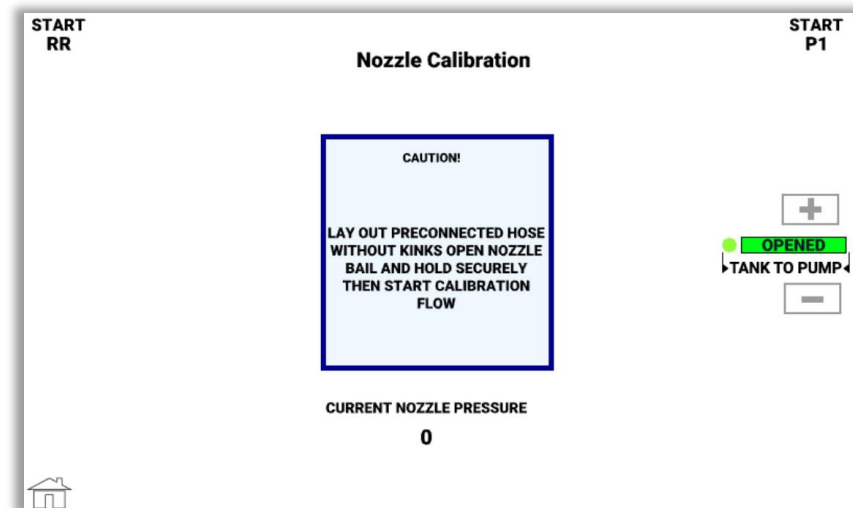 START
RR
START
P1
Nozzle Calibration
CAUTION!
LAY OUT PRECONNECTED HOSE
WITHOUT KINKS OPEN NOZZLE
BAIL AND HOLD SECURELY
THEN START CALIBRATION
FLOW
OPENED
TANK TO PUMP
CURRENT NOZZLE PRESSURE
0